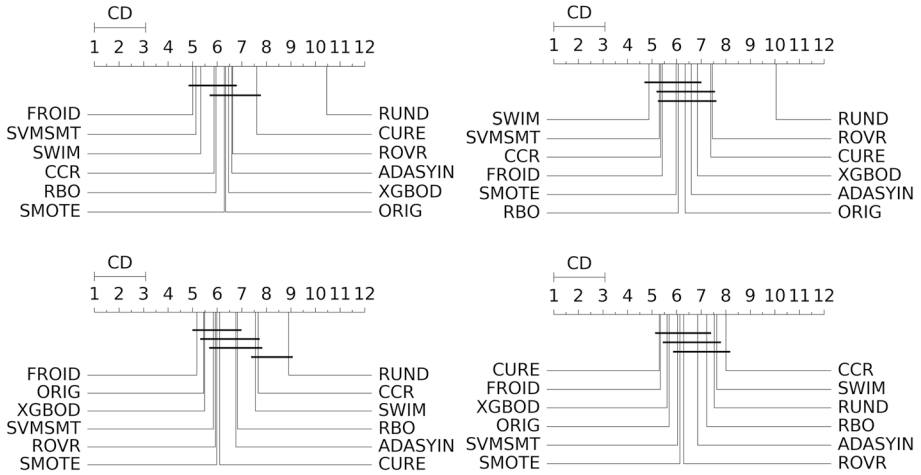 CD
1 2 3 4 5 6 7 8 9 10 11 12
FROID RUND
SVMSMT CURE
SWIM ROVR
CCR ADASYIN
RBO XGBOD
SMOTE ORIG
CD
1 2 3 4 5 6 7 8 9 10 11 12
SWIM RUND
SVMSMT ROVR
CCR CURE
FROID XGBOD
SMOTE ADASYIN
RBO ORIG
CD
1 2 3 4 5 6 7 8 9 10 11 12
FROID RUND
ORIG CCR
XGBOD SWIM
SVMSMT RBO
ROVR ADASYIN
SMOTE CURE
CD
1 2 3 4 5 6 7 8 9 10 11 12
CURE CCR
FROID SWIM
XGBOD RUND
ORIG RBO
SVMSMT ADASYIN
SMOTE ROVR